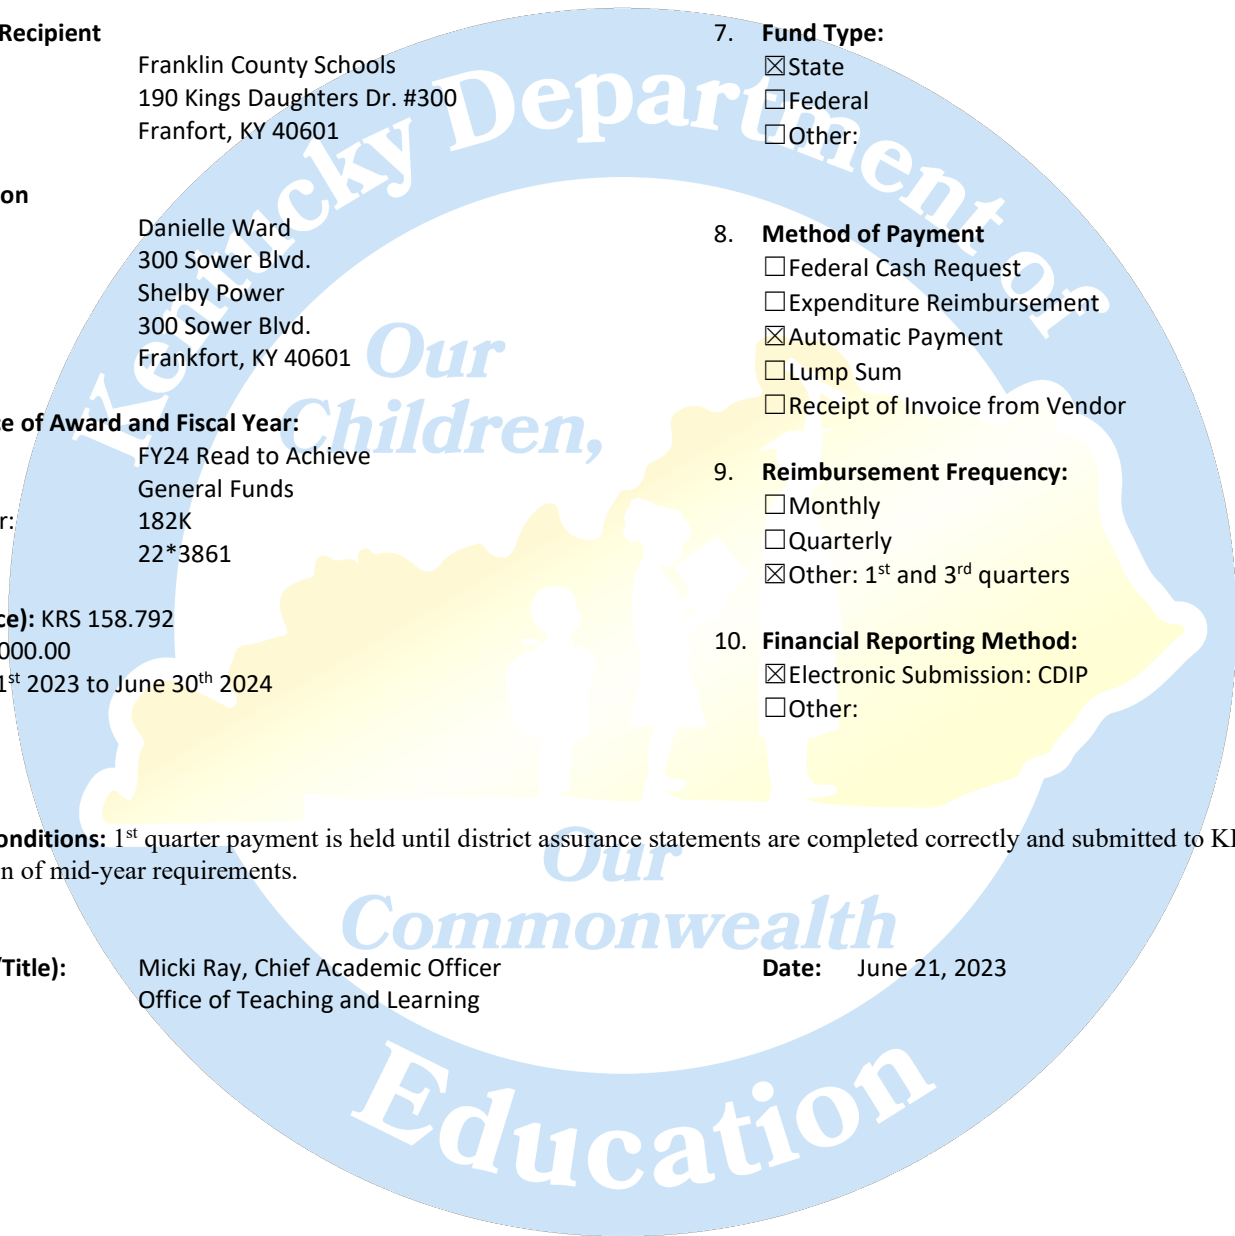 Recipient
Franklin County Schools
190 Kings Daughters Dr. #300
Franfort, KY 40601
on
Danielle Ward
300 Sower Blvd.
Shelby Power
300 Sower Blvd.
Frankfort, KY 40601
ce of Award and Fiscal Year:
FY24 Read to Achieve
General Funds
r: 182K
22*3861
ce): KRS 158.792
000.00
1st 2023 to June 30th 2024
7. Fund Type:
☒State
☐Federal
☐Other:
8. Method of Payment
☐Federal Cash Request
☐Expenditure Reimbursement
☒Automatic Payment
☐Lump Sum
☐Receipt of Invoice from Vendor
9. Reimbursement Frequency:
☐Monthly
☐Quarterly
☒Other: 1st and 3rd quarters
10. Financial Reporting Method:
☒Electronic Submission: CDIP
☐Other:
onditions: 1st quarter payment is held until district assurance statements are completed correctly and submitted to K
n of mid-year requirements.
/Title): Micki Ray, Chief Academic Officer Date: June 21, 2023
Office of Teaching and Learning
Kentucky Department of
Education
Our
Children,
Our
Commonwealth